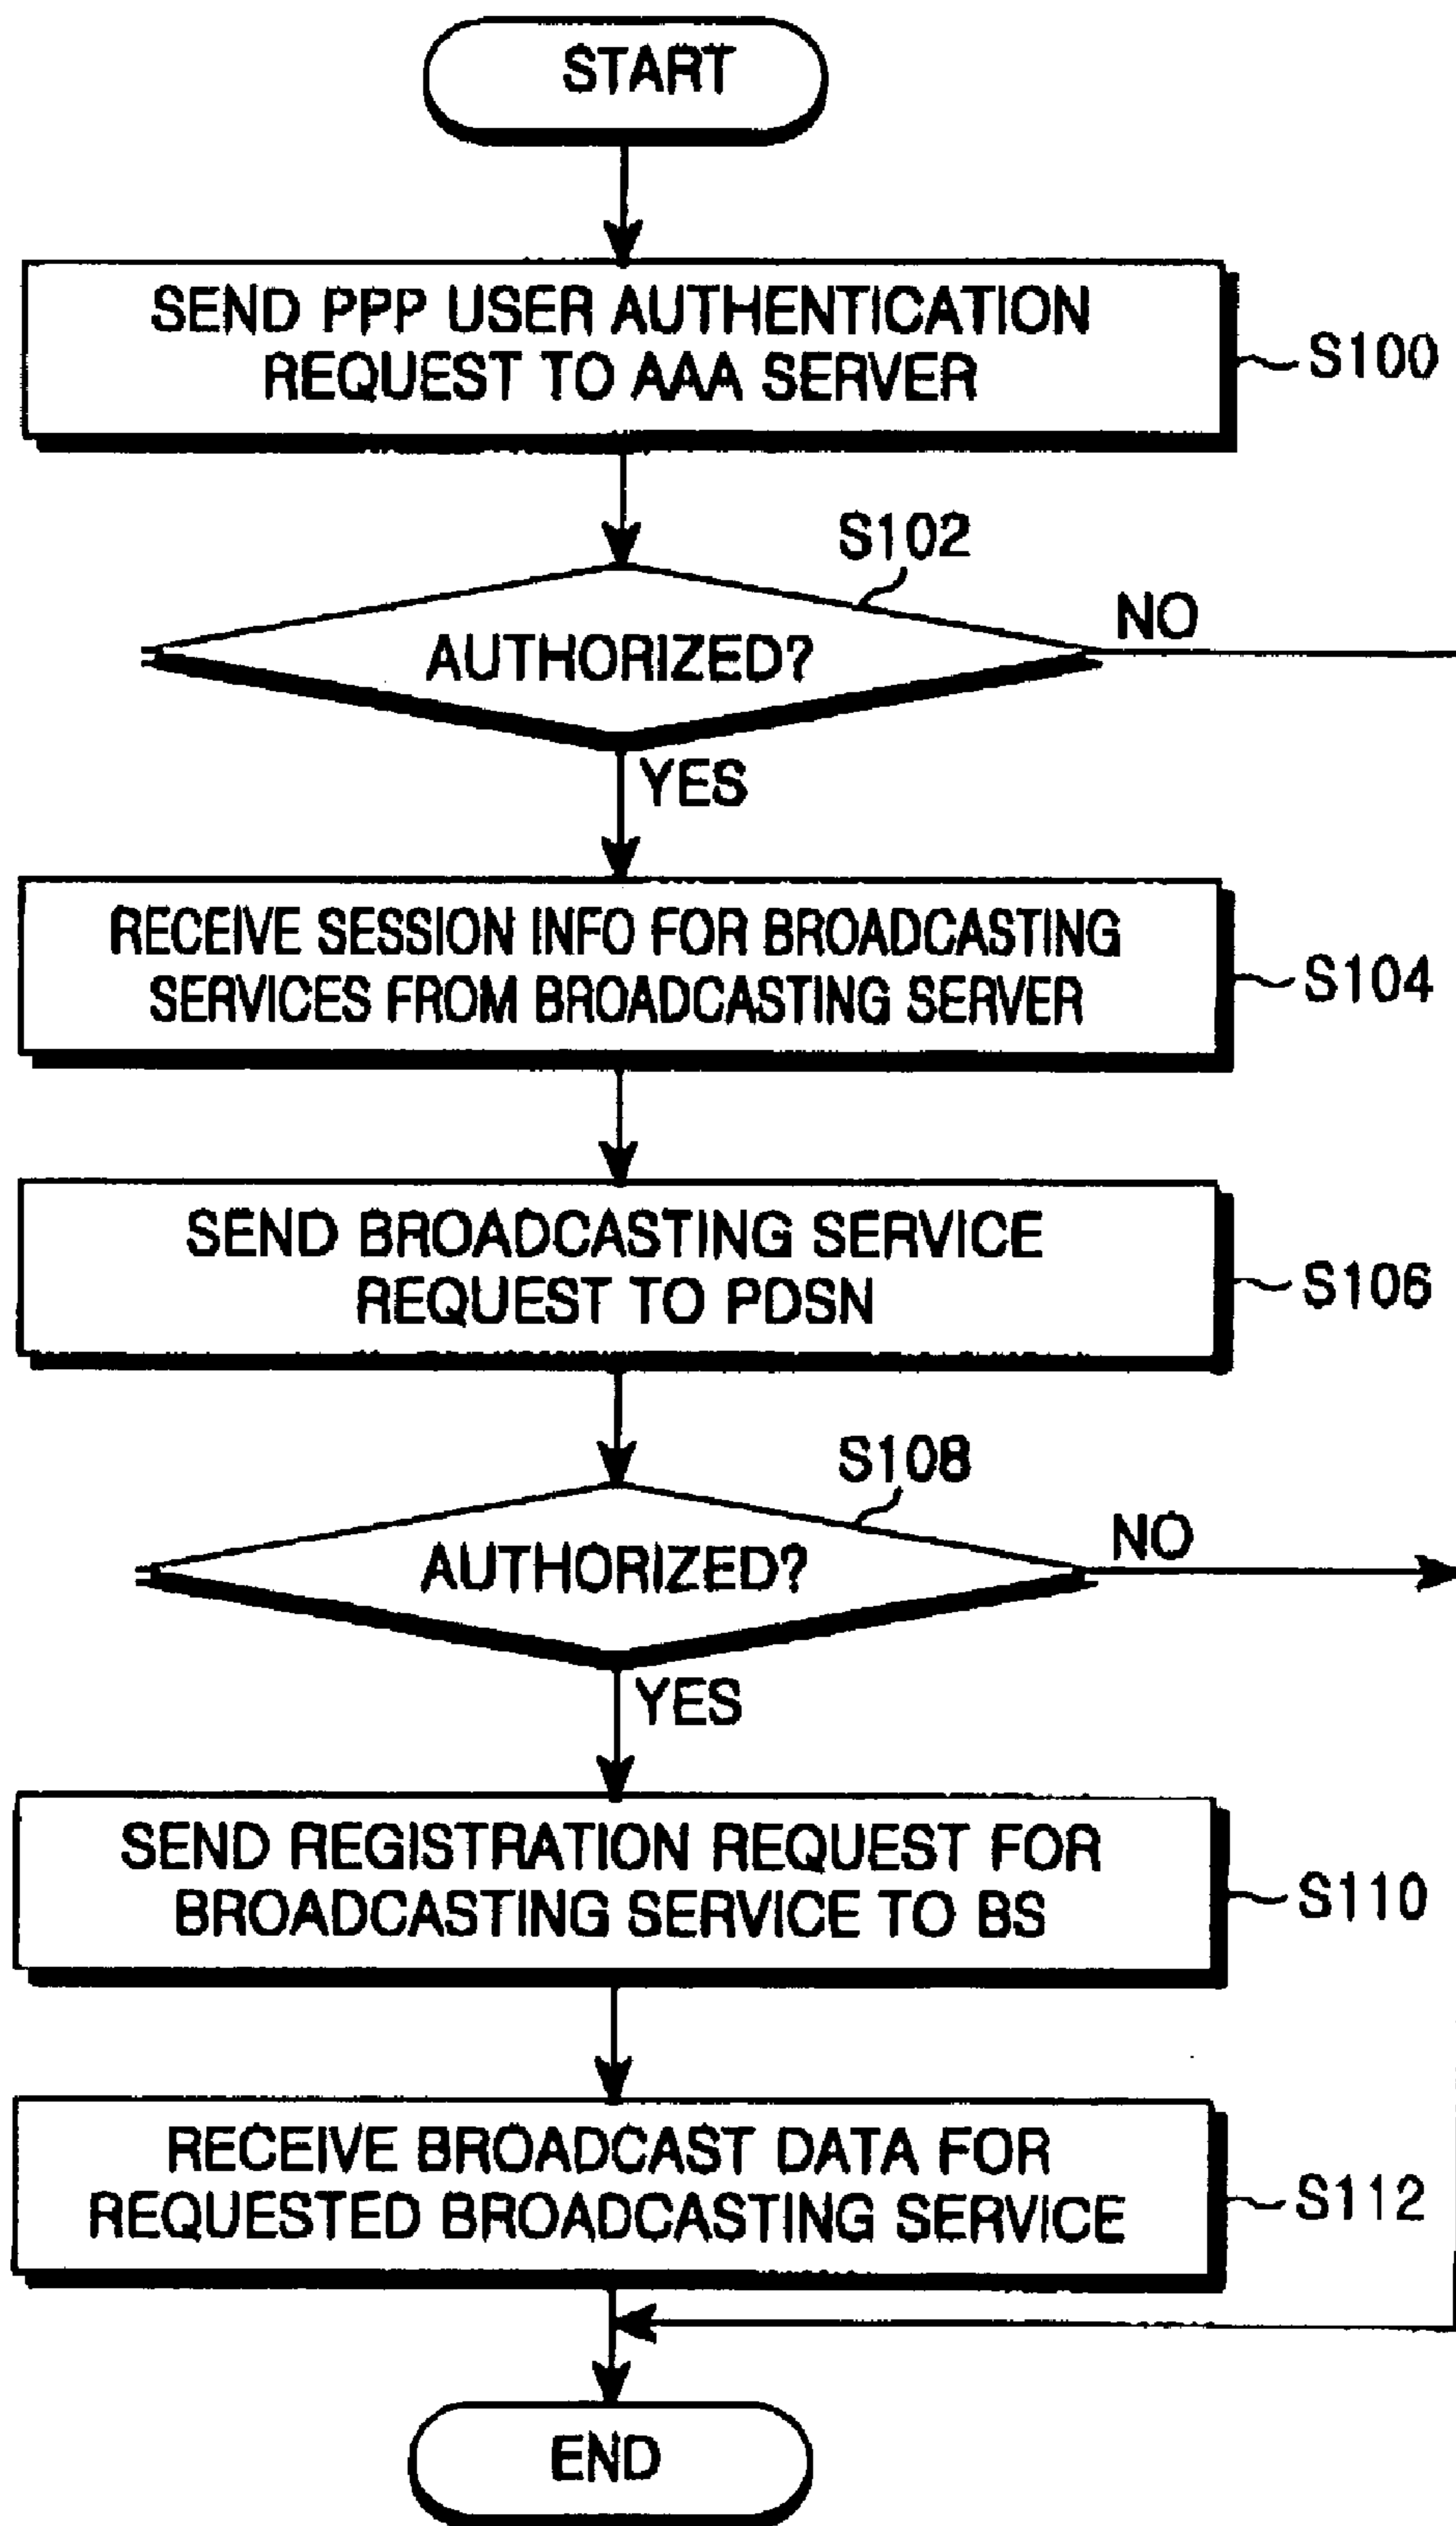 START
SEND PPP USER AUTHENTICATION
REQUEST TO AAA SERVER
S100
S102
AUTHORIZED?
NO
YES
RECEIVE SESSION INFO FOR BROADCASTING
SERVICES FROM BROADCASTING SERVER
S104
SEND BROADCASTING SERVICE
REQUEST TO PDSN
S106
S108
AUTHORIZED?
NO
YES
SEND REGISTRATION REQUEST FOR
BROADCASTING SERVICE TO BS
S110
RECEIVE BROADCAST DATA FOR
REQUESTED BROADCASTING SERVICE
S112
END